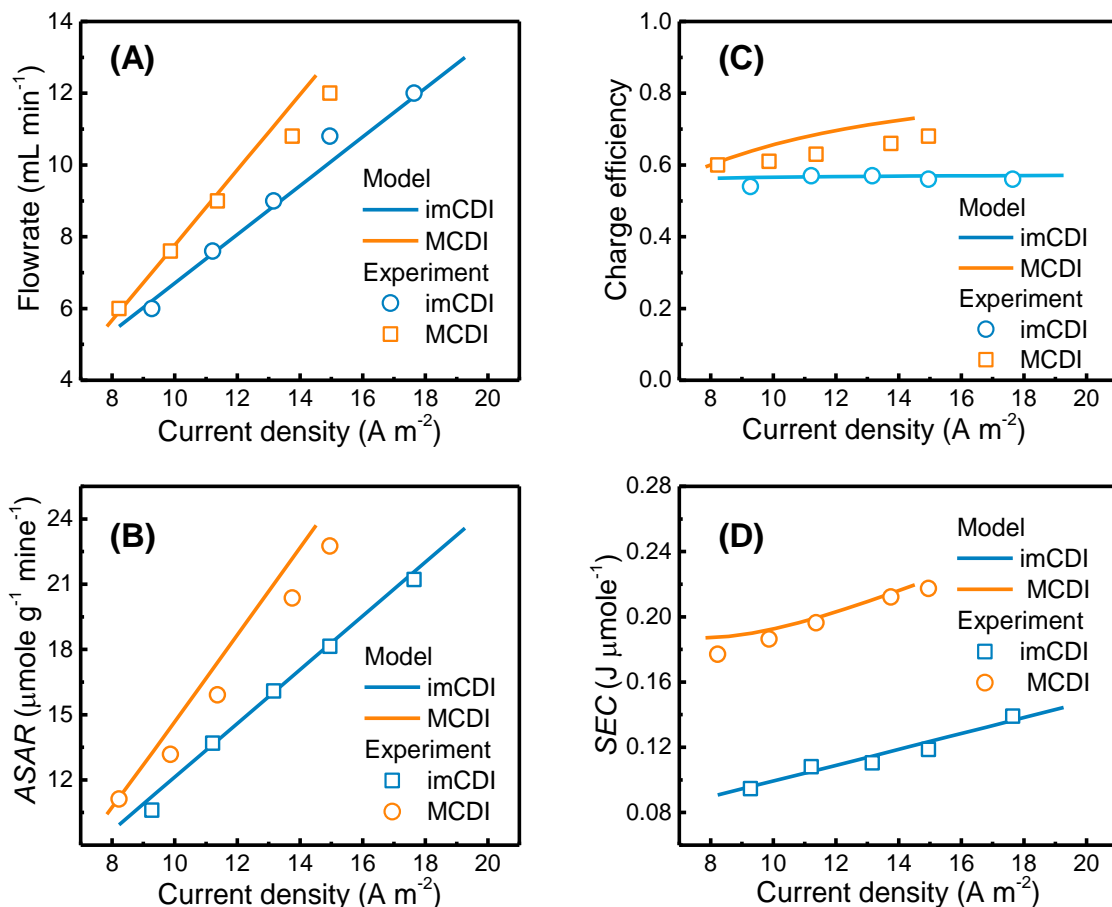 (A)
Flowrate (mL min⁻¹)
14
12
10
8
6
4
Model
imCDI
MCDI
Experiment
imCDI
MCDI
8 10 12 14 16 18 20
Current density (A m⁻²)
(C)
Charge efficiency
1.0
0.8
0.6
0.4
0.2
0.0
Model
imCDI
MCDI
Experiment
imCDI
MCDI
8 10 12 14 16 18 20
Current density (A m⁻²)
(B)
ASAR (μmole g⁻¹ mine⁻¹)
24
21
18
15
12
Model
imCDI
MCDI
Experiment
imCDI
MCDI
8 10 12 14 16 18 20
Current density (A m⁻²)
(D)
SEC (J μmole⁻¹)
0.28
0.24
0.20
0.16
0.12
0.08
Model
imCDI
MCDI
Experiment
imCDI
MCDI
8 10 12 14 16 18 20
Current density (A m⁻²)